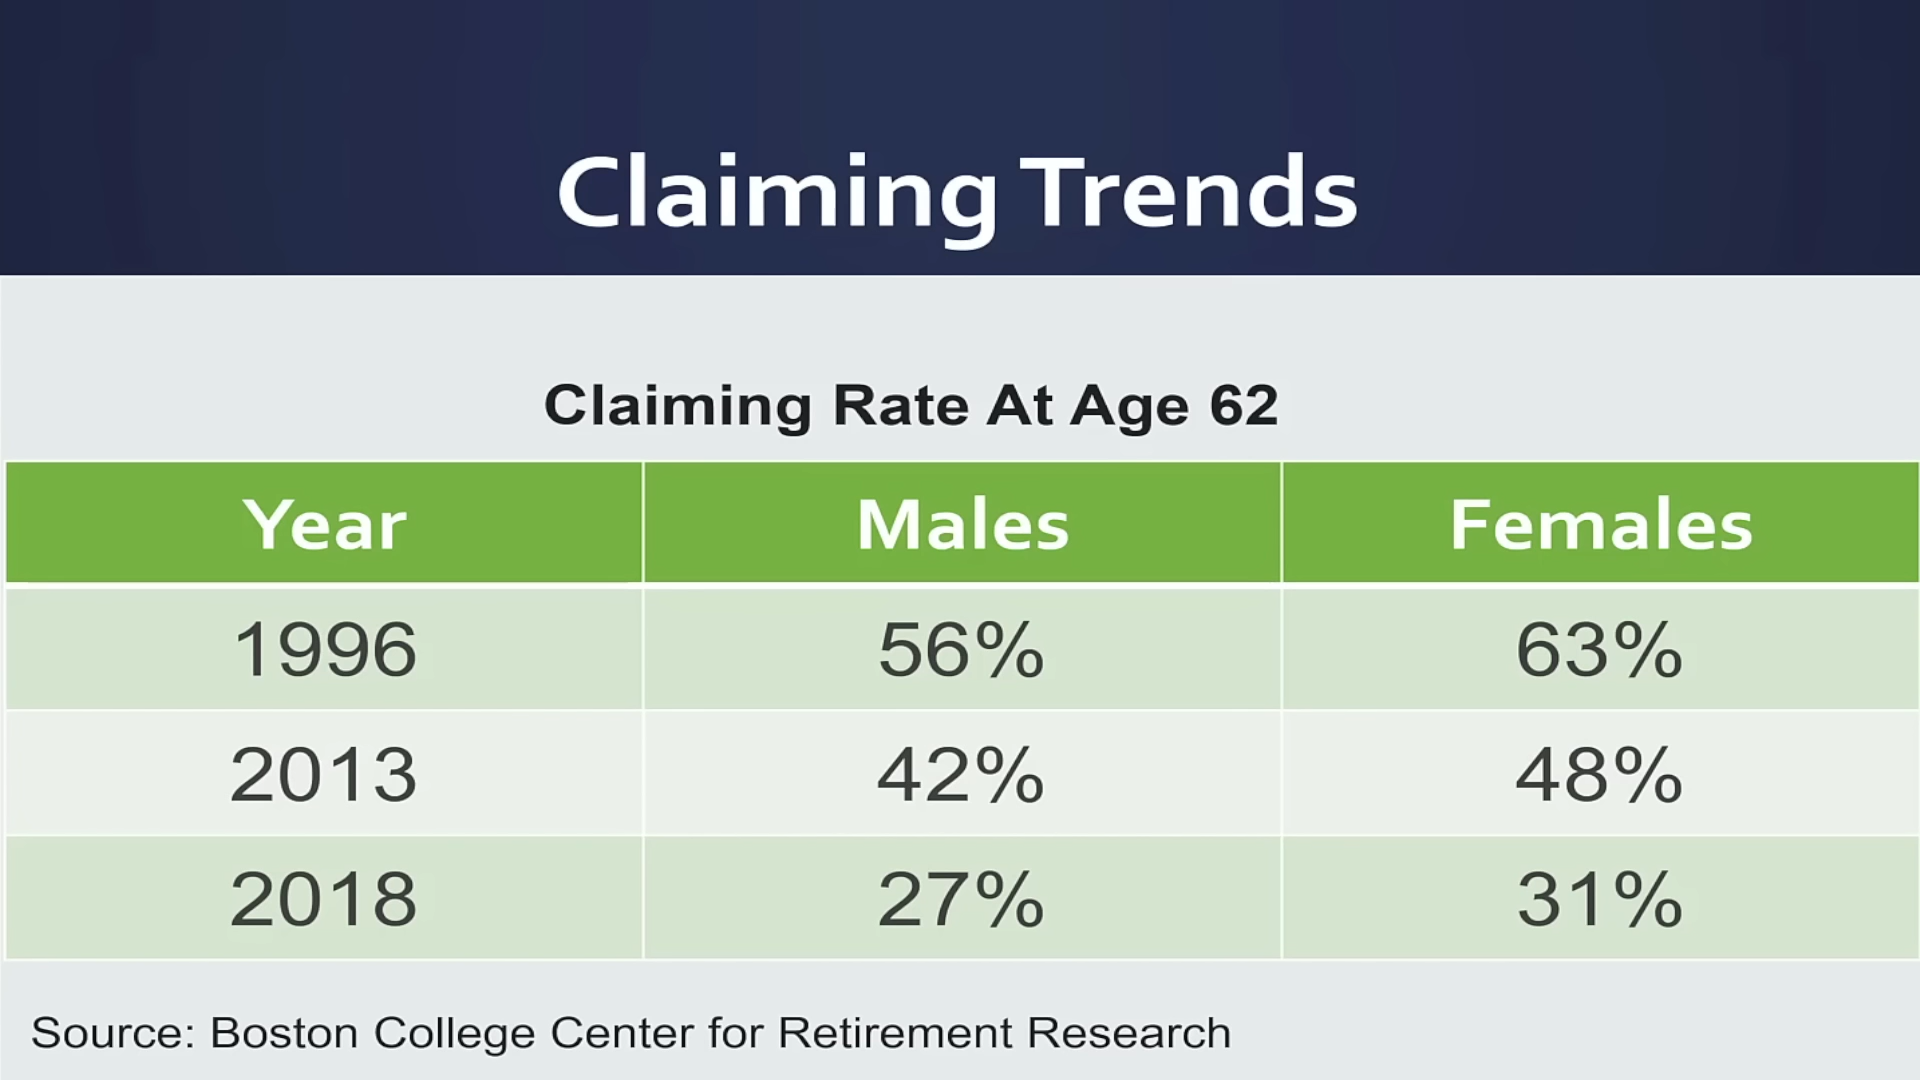 Claiming Trends
Claiming Rate At Age 62
Year Males Females
1996 56% 63%
2013 42% 48%
2018 27% 31%
Source: Boston College Center for Retirement Research